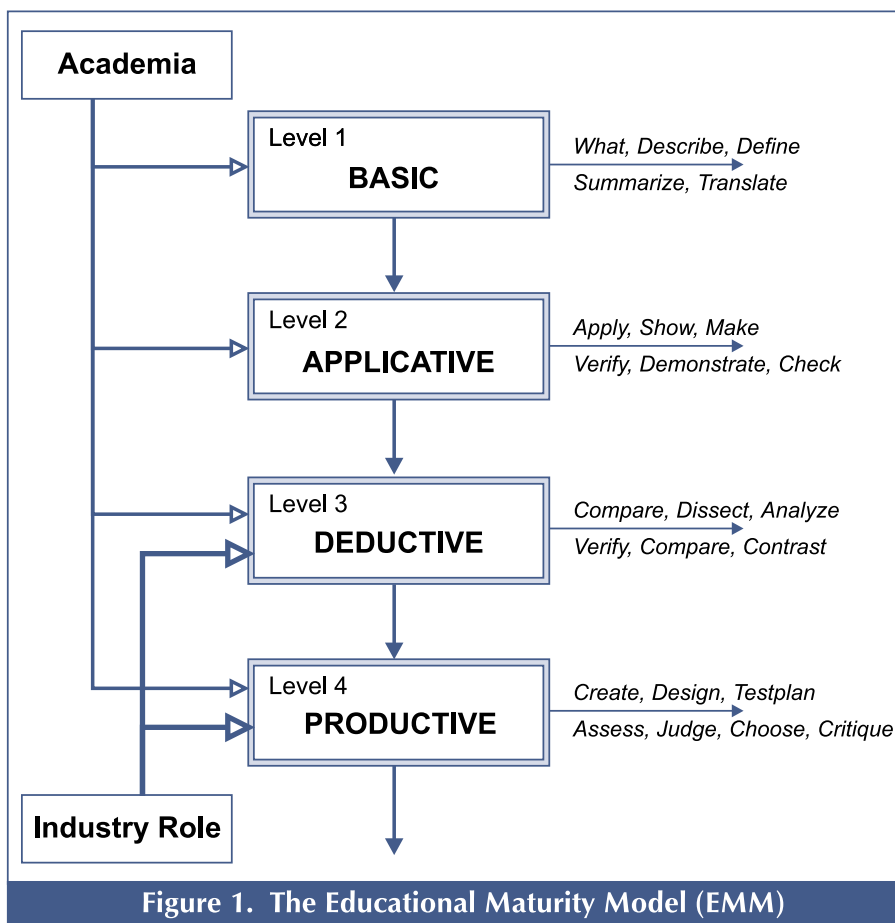 Academia
Level 1
BASIC
What, Describe, Define
Summarize, Translate
Level 2
APPLICATIVE
Apply, Show, Make
Verify, Demonstrate, Check
Level 3
DEDUCTIVE
Compare, Dissect, Analyze
Verify, Compare, Contrast
Level 4
PRODUCTIVE
Create, Design, Testplan
Assess, Judge, Choose, Critique
Industry Role
Figure 1. The Educational Maturity Model (EMM)